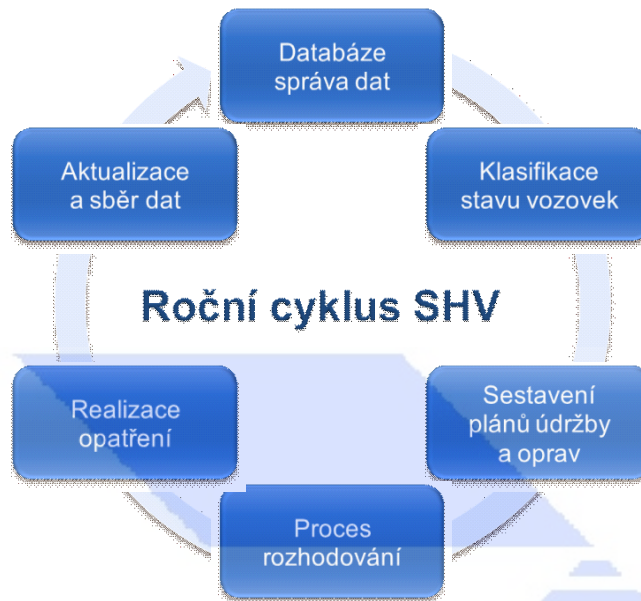 Databáze
správa dat
Klasifikace
stavu vozovek
Sestavení
plánů údržby
a oprav
Proces
rozhodování
Realizace
opatření
Aktualizace
a sběr dat
Roční cyklus SHV